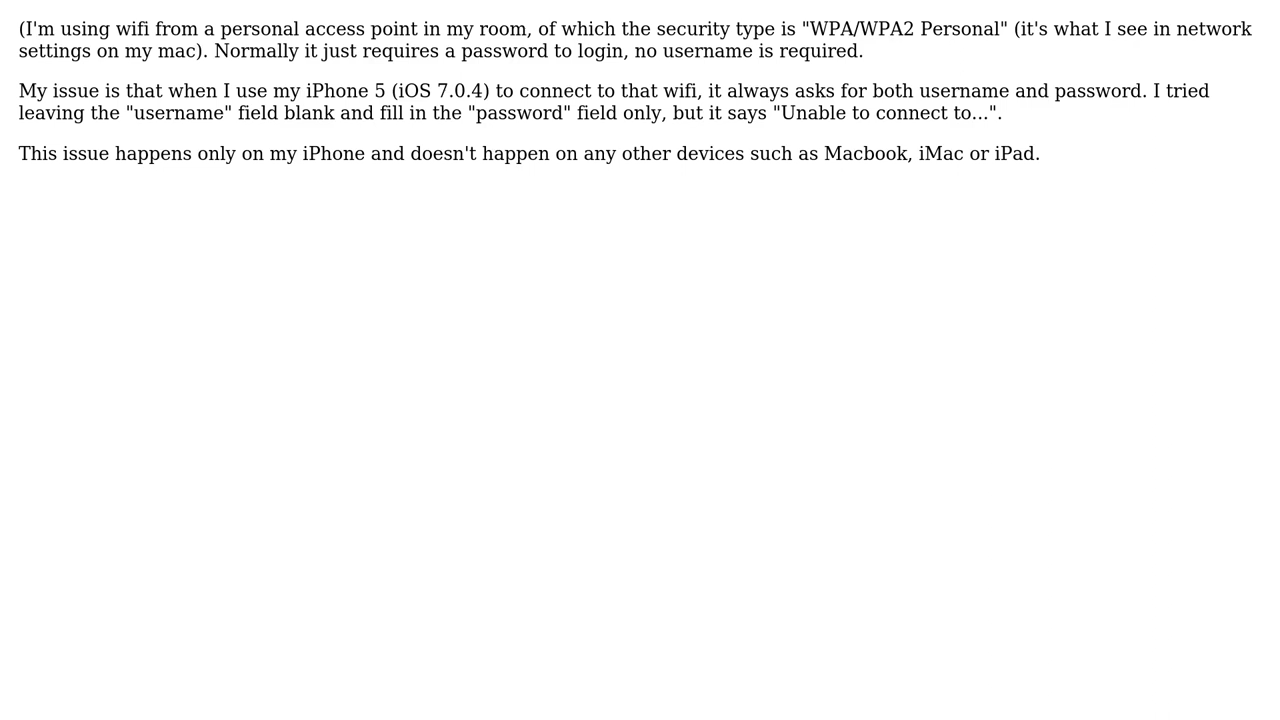 (I'm using wifi from a personal access point in my room, of which the security type is "WPA/WPA2 Personal" (it's what I see in network
settings on my mac). Normally it just requires a password to login, no username is required.
My issue is that when I use my iPhone 5 (iOS 7.0.4) to connect to that wifi, it always asks for both username and password. I tried
leaving the "username" field blank and fill in the "password" field only, but it says "Unable to connect to...".
This issue happens only on my iPhone and doesn't happen on any other devices such as Macbook, iMac or iPad.